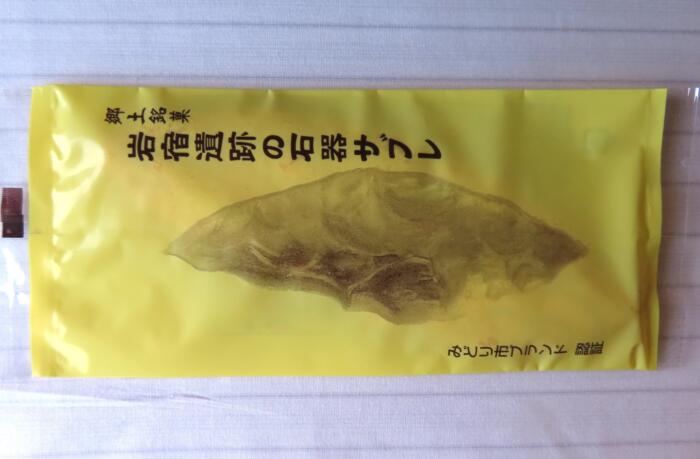 郷土銘菓
岩宿遺跡の石器サブレ
みどり市ブランド 認証